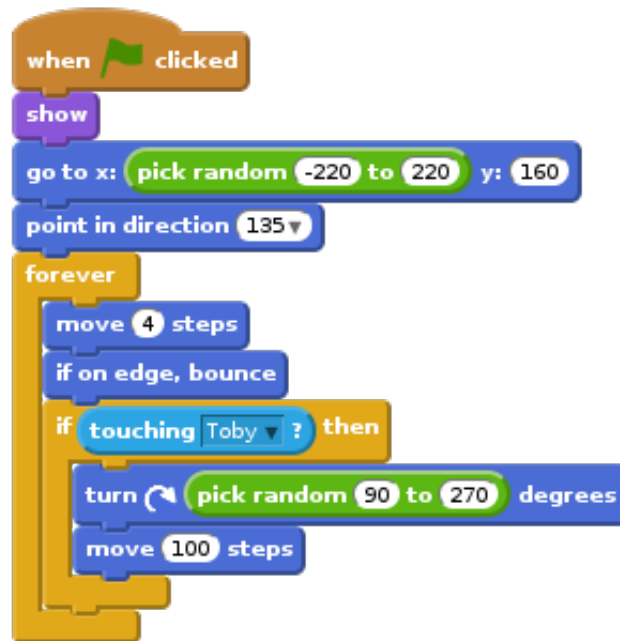 when clicked
show
go to x: pick random -220 to 220 y: 160
point in direction 135
forever
move 4 steps
if on edge, bounce
if touching Toby ? then
turn pick random 90 to 270 degrees
move 100 steps